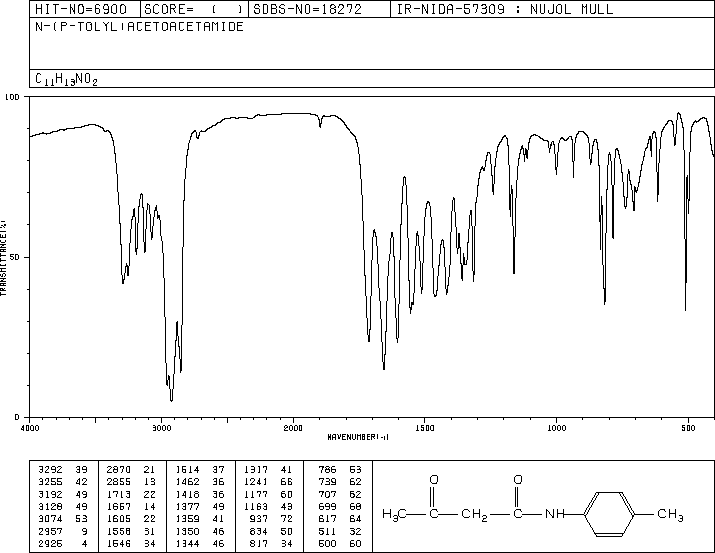 HIT-NO=6900 SCORE= ( ) SDBS-NO=18272 IR-NIDA-57309 : NUJOL MULL
N-(P-TOLYL)ACETOACETAMIDE
C11H13NO2
100
50
0
TRANSMITTANCE(%)
4000 3000 2000 1500 1000 500
WAVENUMBER(-1)
3292 39 2870 21 1514 37 1317 41 786 53
3255 42 2855 13 1462 36 1241 66 739 62
3192 49 1713 22 1418 36 1177 60 707 62
3128 49 1657 14 1377 49 1163 43 699 68
3074 53 1605 22 1359 41 937 72 617 64
2957 9 1558 31 1350 46 834 50 511 32
2925 4 1546 34 1344 46 817 34 500 60
O O
H3C CH2 NH CH3